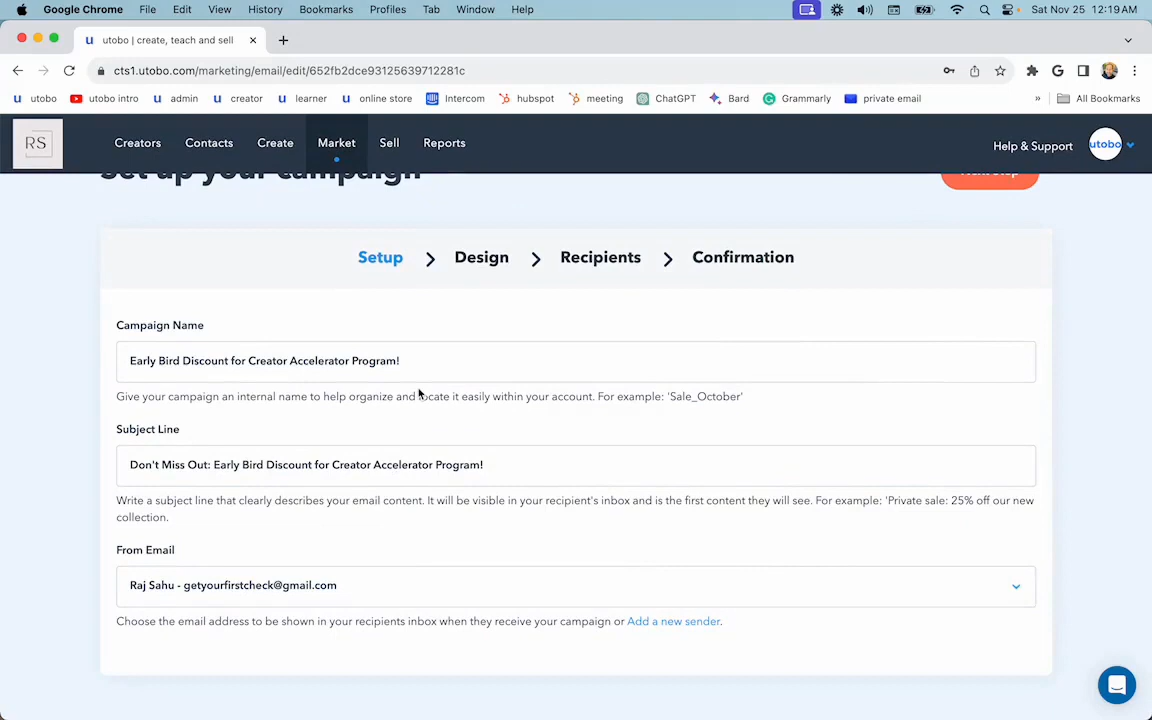 Google Chrome File Edit View History Bookmarks Profiles Tab Window Help Sat Nov 25 12:19 AM
u utobo | create, teach and sell
cts1.utobo.com/marketing/email/edit/652fb2dce93125639712281c
u utobo utobo intro u admin u creator u learner u online store Intercom hubspot meeting ChatGPT Bard Grammarly private email » All Bookmarks
RS Creators Contacts Create Market Sell Reports Help & Support utobo
Set up your campaign Next Step
Setup Design Recipients Confirmation
Campaign Name
Early Bird Discount for Creator Accelerator Program!
Give your campaign an internal name to help organize and locate it easily within your account. For example: 'Sale_October'
Subject Line
Don't Miss Out: Early Bird Discount for Creator Accelerator Program!
Write a subject line that clearly describes your email content. It will be visible in your recipient's inbox and is the first content they will see. For example: 'Private sale: 25% off our new
collection.
From Email
Raj Sahu - getyourfirstcheck@gmail.com
Choose the email address to be shown in your recipients inbox when they receive your campaign or Add a new sender.